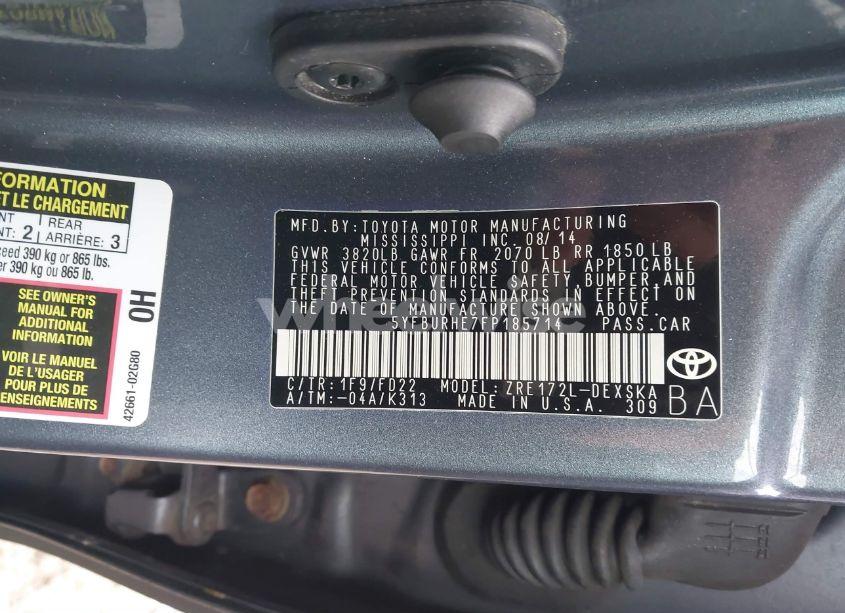 FORMATION
ET LE CHARGEMENT
REAR
2 ARRIÈRE: 3
390 kg or 865 lbs.
390 kg ou 865 lb.
SEE OWNER'S
MANUAL FOR
ADDITIONAL
INFORMATION
VOIR LE MANUEL
DE L'USAGER
POUR PLUS DE
RENSEIGNEMENTS
0H
42661-02G80
MFD.BY:TOYOTA MOTOR MANUFACTURING
MISSISSIPPI INC. 08/14
GVWR 3820LB GAWR FR 2070 LB RR 1850 LB
THIS VEHICLE CONFORMS TO ALL APPLICABLE
FEDERAL MOTOR VEHICLE SAFETY,BUMPER,AND
THEFT PREVENTION STANDARDS IN EFFECT ON
THE DATE OF MANUFACTURE SHOWN ABOVE.
5YFBURHE7FP185714 PASS.CAR
C/TR:1F9/FD22 MODEL: ZRE172L-DEXSKA
A/TM:-04A/K313 MADE IN U.S.A. 309
BA